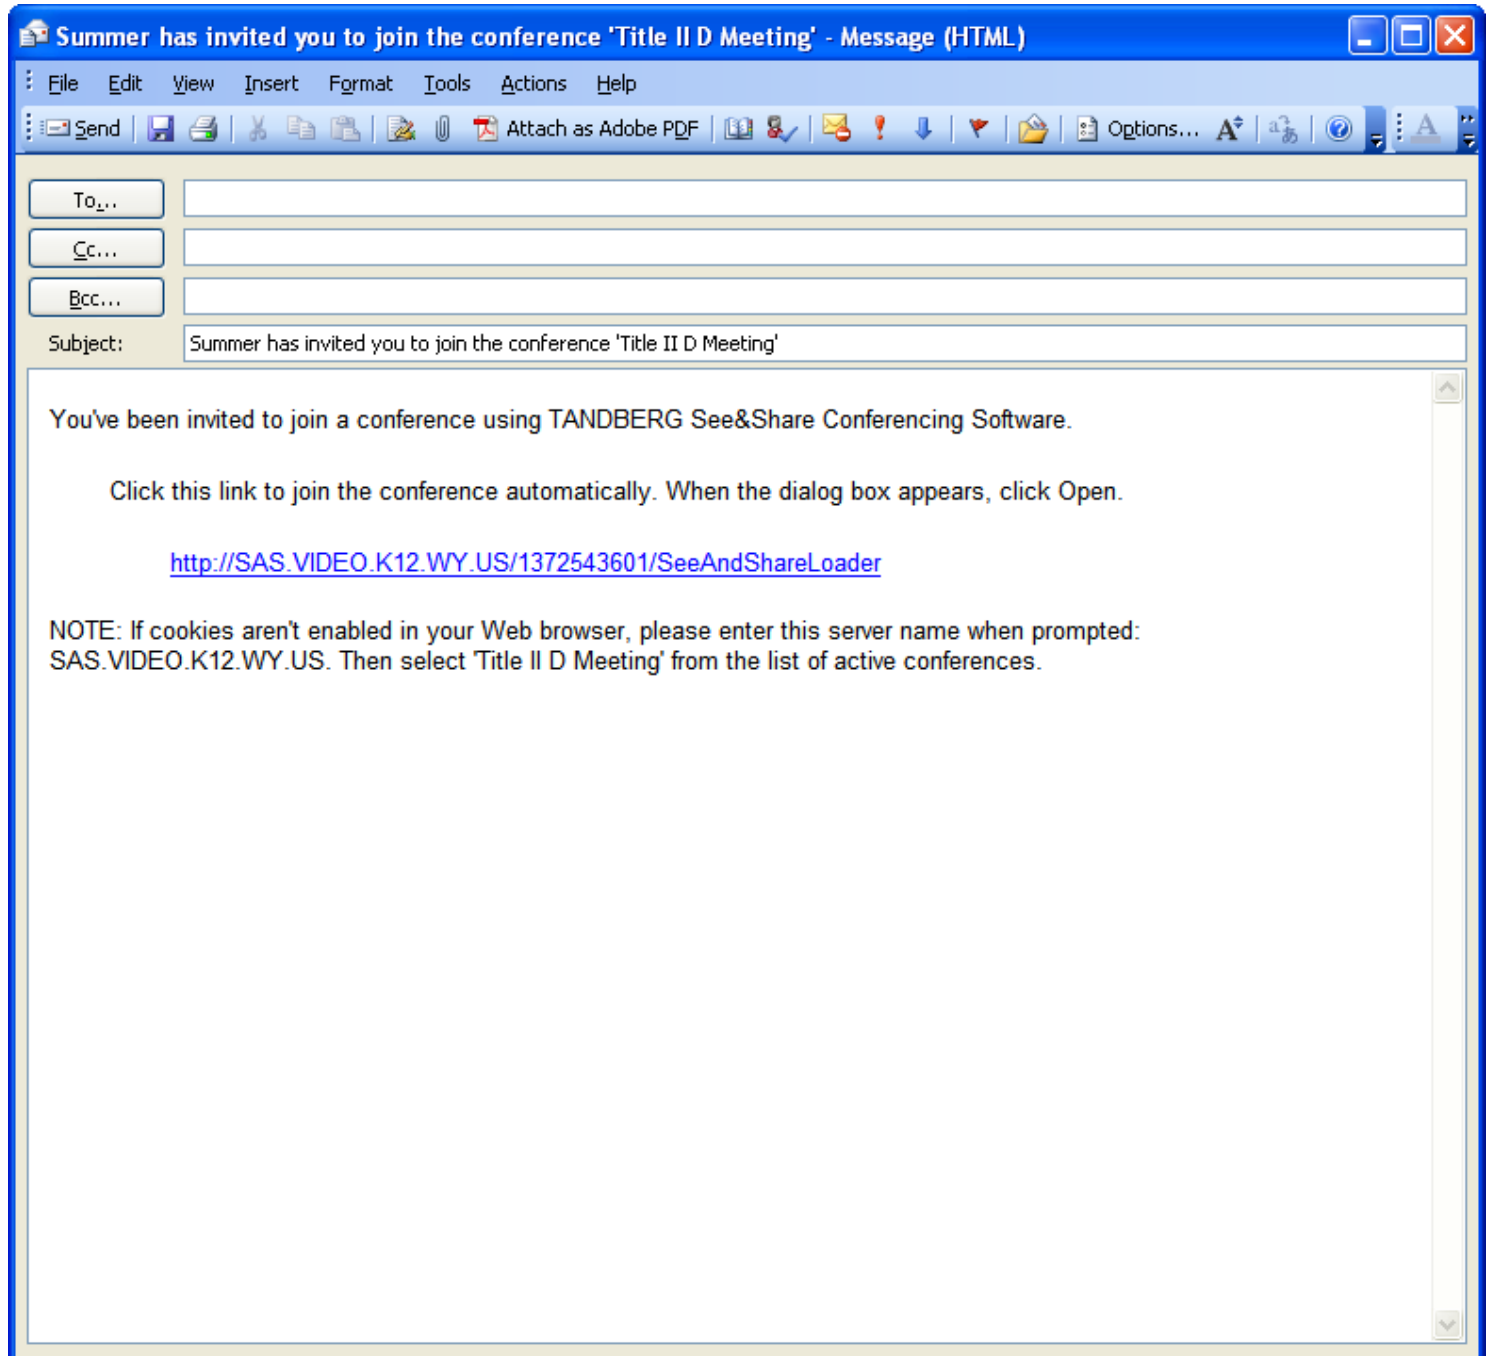 Summer has invited you to join the conference 'Title II D Meeting' - Message (HTML)
File Edit View Insert Format Tools Actions Help
Send Attach as Adobe PDF Options... A
To...
Cc...
Bcc...
Subject: Summer has invited you to join the conference 'Title II D Meeting'
You've been invited to join a conference using TANDBERG See&Share Conferencing Software.
Click this link to join the conference automatically. When the dialog box appears, click Open.
http://SAS.VIDEO.K12.WY.US/1372543601/SeeAndShareLoader
NOTE: If cookies aren't enabled in your Web browser, please enter this server name when prompted:
SAS.VIDEO.K12.WY.US. Then select 'Title II D Meeting' from the list of active conferences.